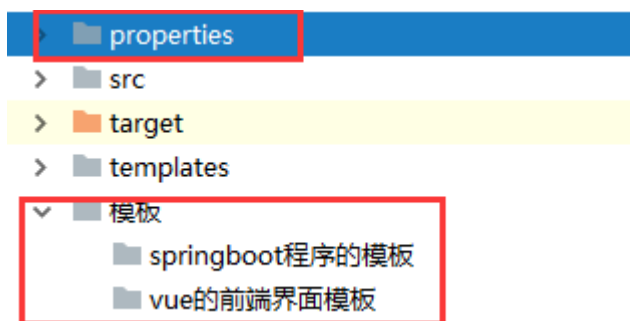 properties
src
target
templates
模板
springboot程序的模板
vue的前端界面模板